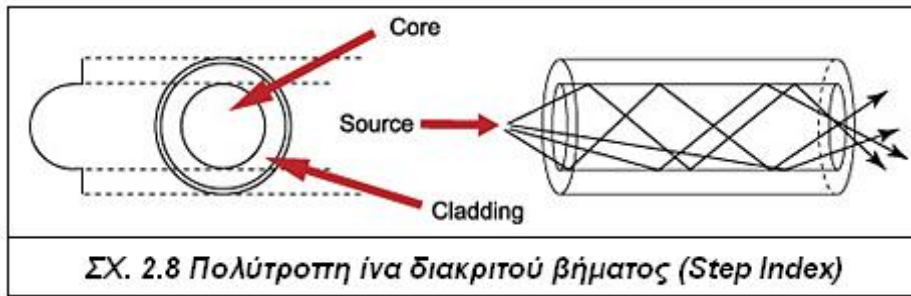 Core
Source
Cladding
ΣΧ. 2.8 Πολύτροπη ίνα διακριτού βήματος (Step Index)